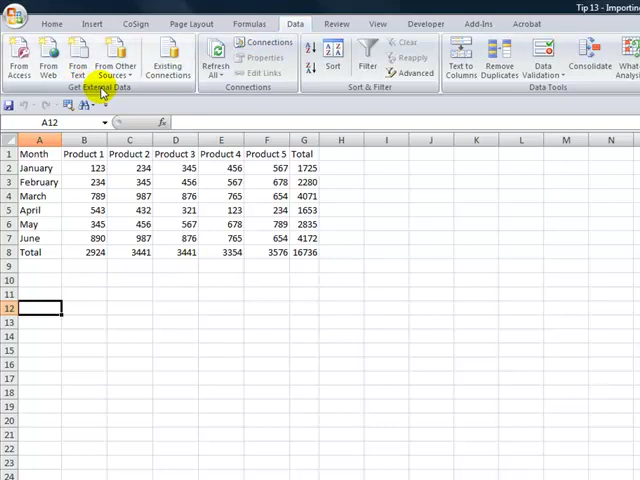 Tip 13 - Importin
Home Insert CoSign Page Layout Formulas Data Review View Developer Add-Ins Acrobat
From Access
From Web
From Text
From Other Sources
Existing Connections
Get External Data
Refresh All
Connections
Properties
Edit Links
Connections
Sort
Filter
Clear
Reapply
Advanced
Sort & Filter
Text to Columns
Remove Duplicates
Data Validation
Consolidate
What-
Analys
Data Tools
A12 fx
A B C D E F G H I J K L M N
1 Month Product 1 Product 2 Product 3 Product 4 Product 5 Total
2 January 123 234 345 456 567 1725
3 February 234 345 456 567 678 2280
4 March 789 987 876 765 654 4071
5 April 543 432 321 123 234 1653
6 May 345 456 567 678 789 2835
7 June 890 987 876 765 654 4172
8 Total 2924 3441 3441 3354 3576 16736
9
10
11
12
13
14
15
16
17
18
19
20
21
22
23
24